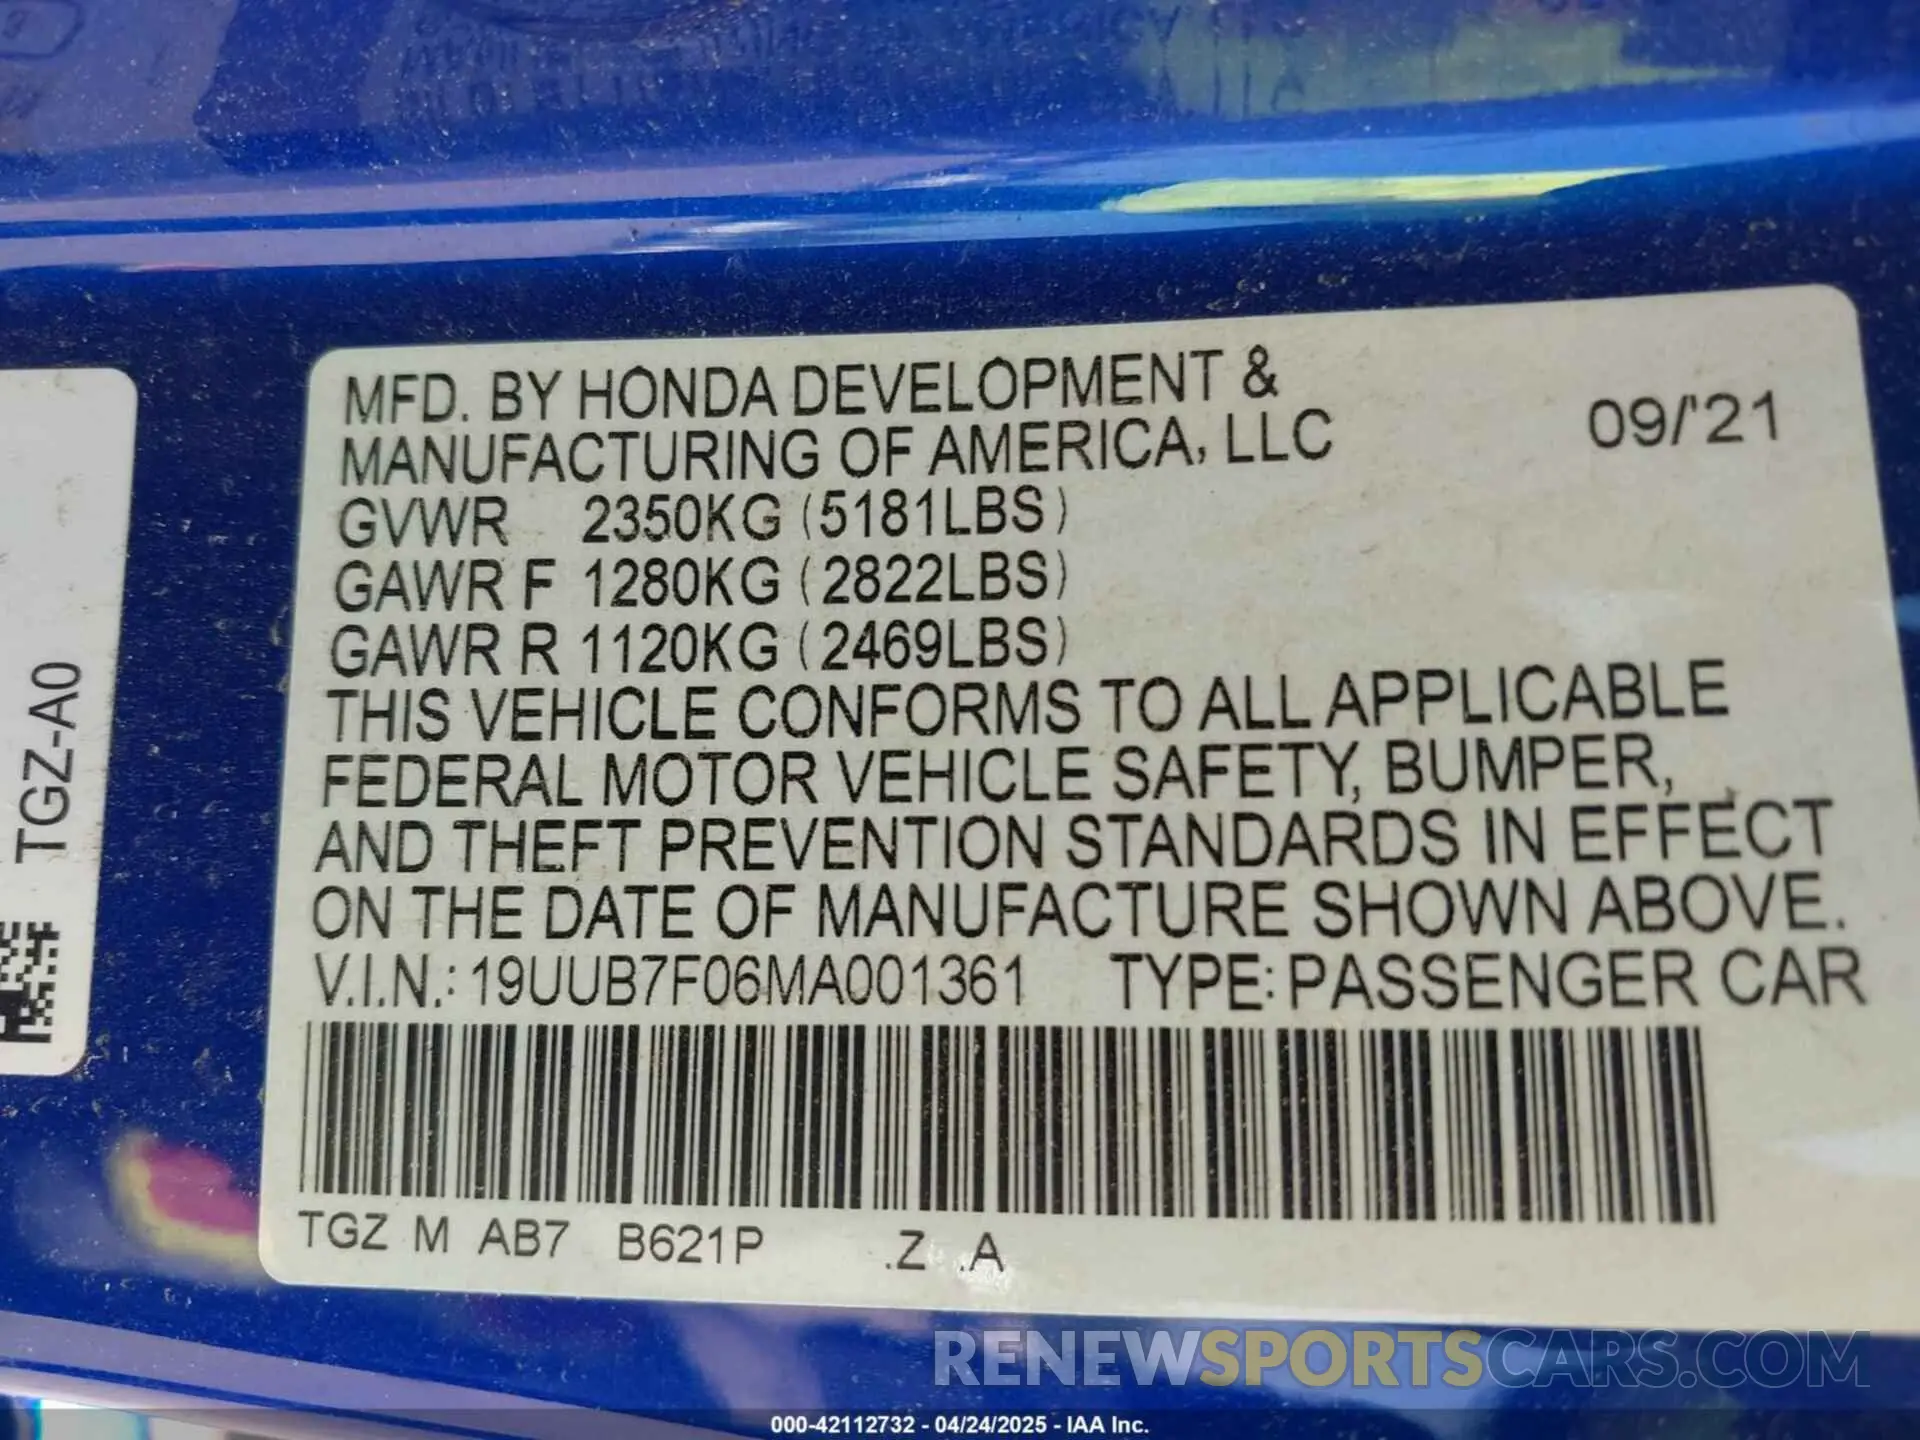 MFD. BY HONDA DEVELOPMENT &
MANUFACTURING OF AMERICA, LLC
09/'21
GVWR 2350KG (5181LBS)
GAWR F 1280KG (2822LBS)
GAWR R 1120KG (2469LBS)
THIS VEHICLE CONFORMS TO ALL APPLICABLE
FEDERAL MOTOR VEHICLE SAFETY, BUMPER,
AND THEFT PREVENTION STANDARDS IN EFFECT
ON THE DATE OF MANUFACTURE SHOWN ABOVE.
V.I.N.: 19UUB7F06MA001361 TYPE: PASSENGER CAR
TGZ M AB7 B621P .Z .A
TGZ-A0
RENEWSPORTSCARS.COM
000-42112732 - 04/24/2025 - IAA Inc.